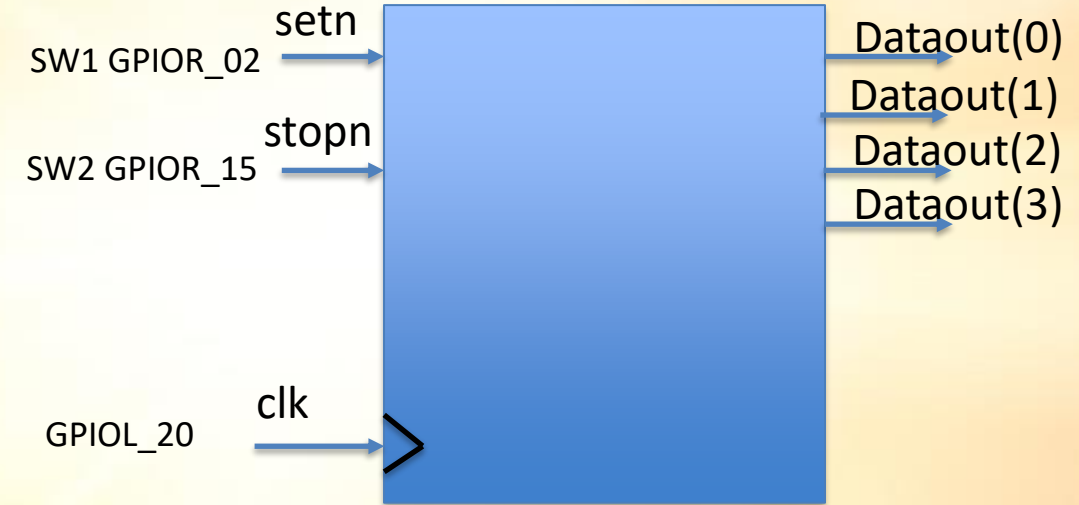 setn
SW1 GPIOR_02
stopn
SW2 GPIOR_15
clk
GPIOL_20
Dataout(0)
Dataout(1)
Dataout(2)
Dataout(3)